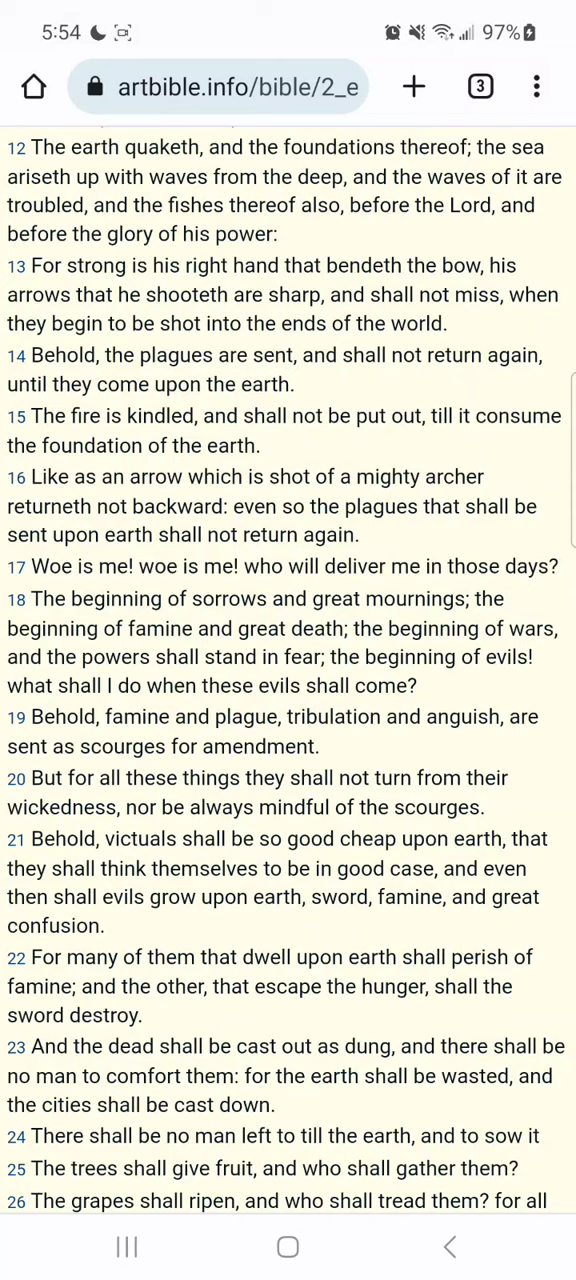 5:54
97%
artbible.info/bible/2_e
3
12 The earth quaketh, and the foundations thereof; the sea
ariseth up with waves from the deep, and the waves of it are
troubled, and the fishes thereof also, before the Lord, and
before the glory of his power:
13 For strong is his right hand that bendeth the bow, his
arrows that he shooteth are sharp, and shall not miss, when
they begin to be shot into the ends of the world.
14 Behold, the plagues are sent, and shall not return again,
until they come upon the earth.
15 The fire is kindled, and shall not be put out, till it consume
the foundation of the earth.
16 Like as an arrow which is shot of a mighty archer
returneth not backward: even so the plagues that shall be
sent upon earth shall not return again.
17 Woe is me! woe is me! who will deliver me in those days?
18 The beginning of sorrows and great mournings; the
beginning of famine and great death; the beginning of wars,
and the powers shall stand in fear; the beginning of evils!
what shall I do when these evils shall come?
19 Behold, famine and plague, tribulation and anguish, are
sent as scourges for amendment.
20 But for all these things they shall not turn from their
wickedness, nor be always mindful of the scourges.
21 Behold, victuals shall be so good cheap upon earth, that
they shall think themselves to be in good case, and even
then shall evils grow upon earth, sword, famine, and great
confusion.
22 For many of them that dwell upon earth shall perish of
famine; and the other, that escape the hunger, shall the
sword destroy.
23 And the dead shall be cast out as dung, and there shall be
no man to comfort them: for the earth shall be wasted, and
the cities shall be cast down.
24 There shall be no man left to till the earth, and to sow it
25 The trees shall give fruit, and who shall gather them?
26 The grapes shall ripen, and who shall tread them? for all